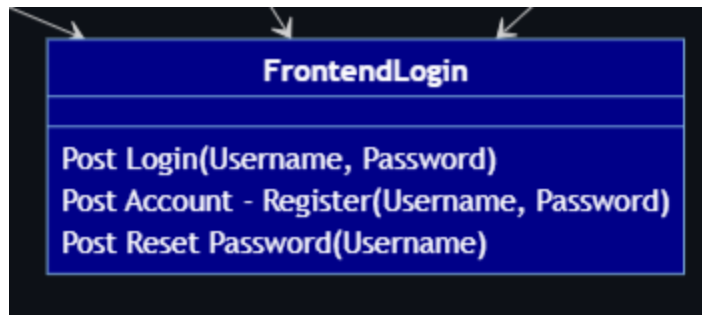 FrontendLogin
Post Login(Username, Password)
Post Account - Register(Username, Password)
Post Reset Password(Username)